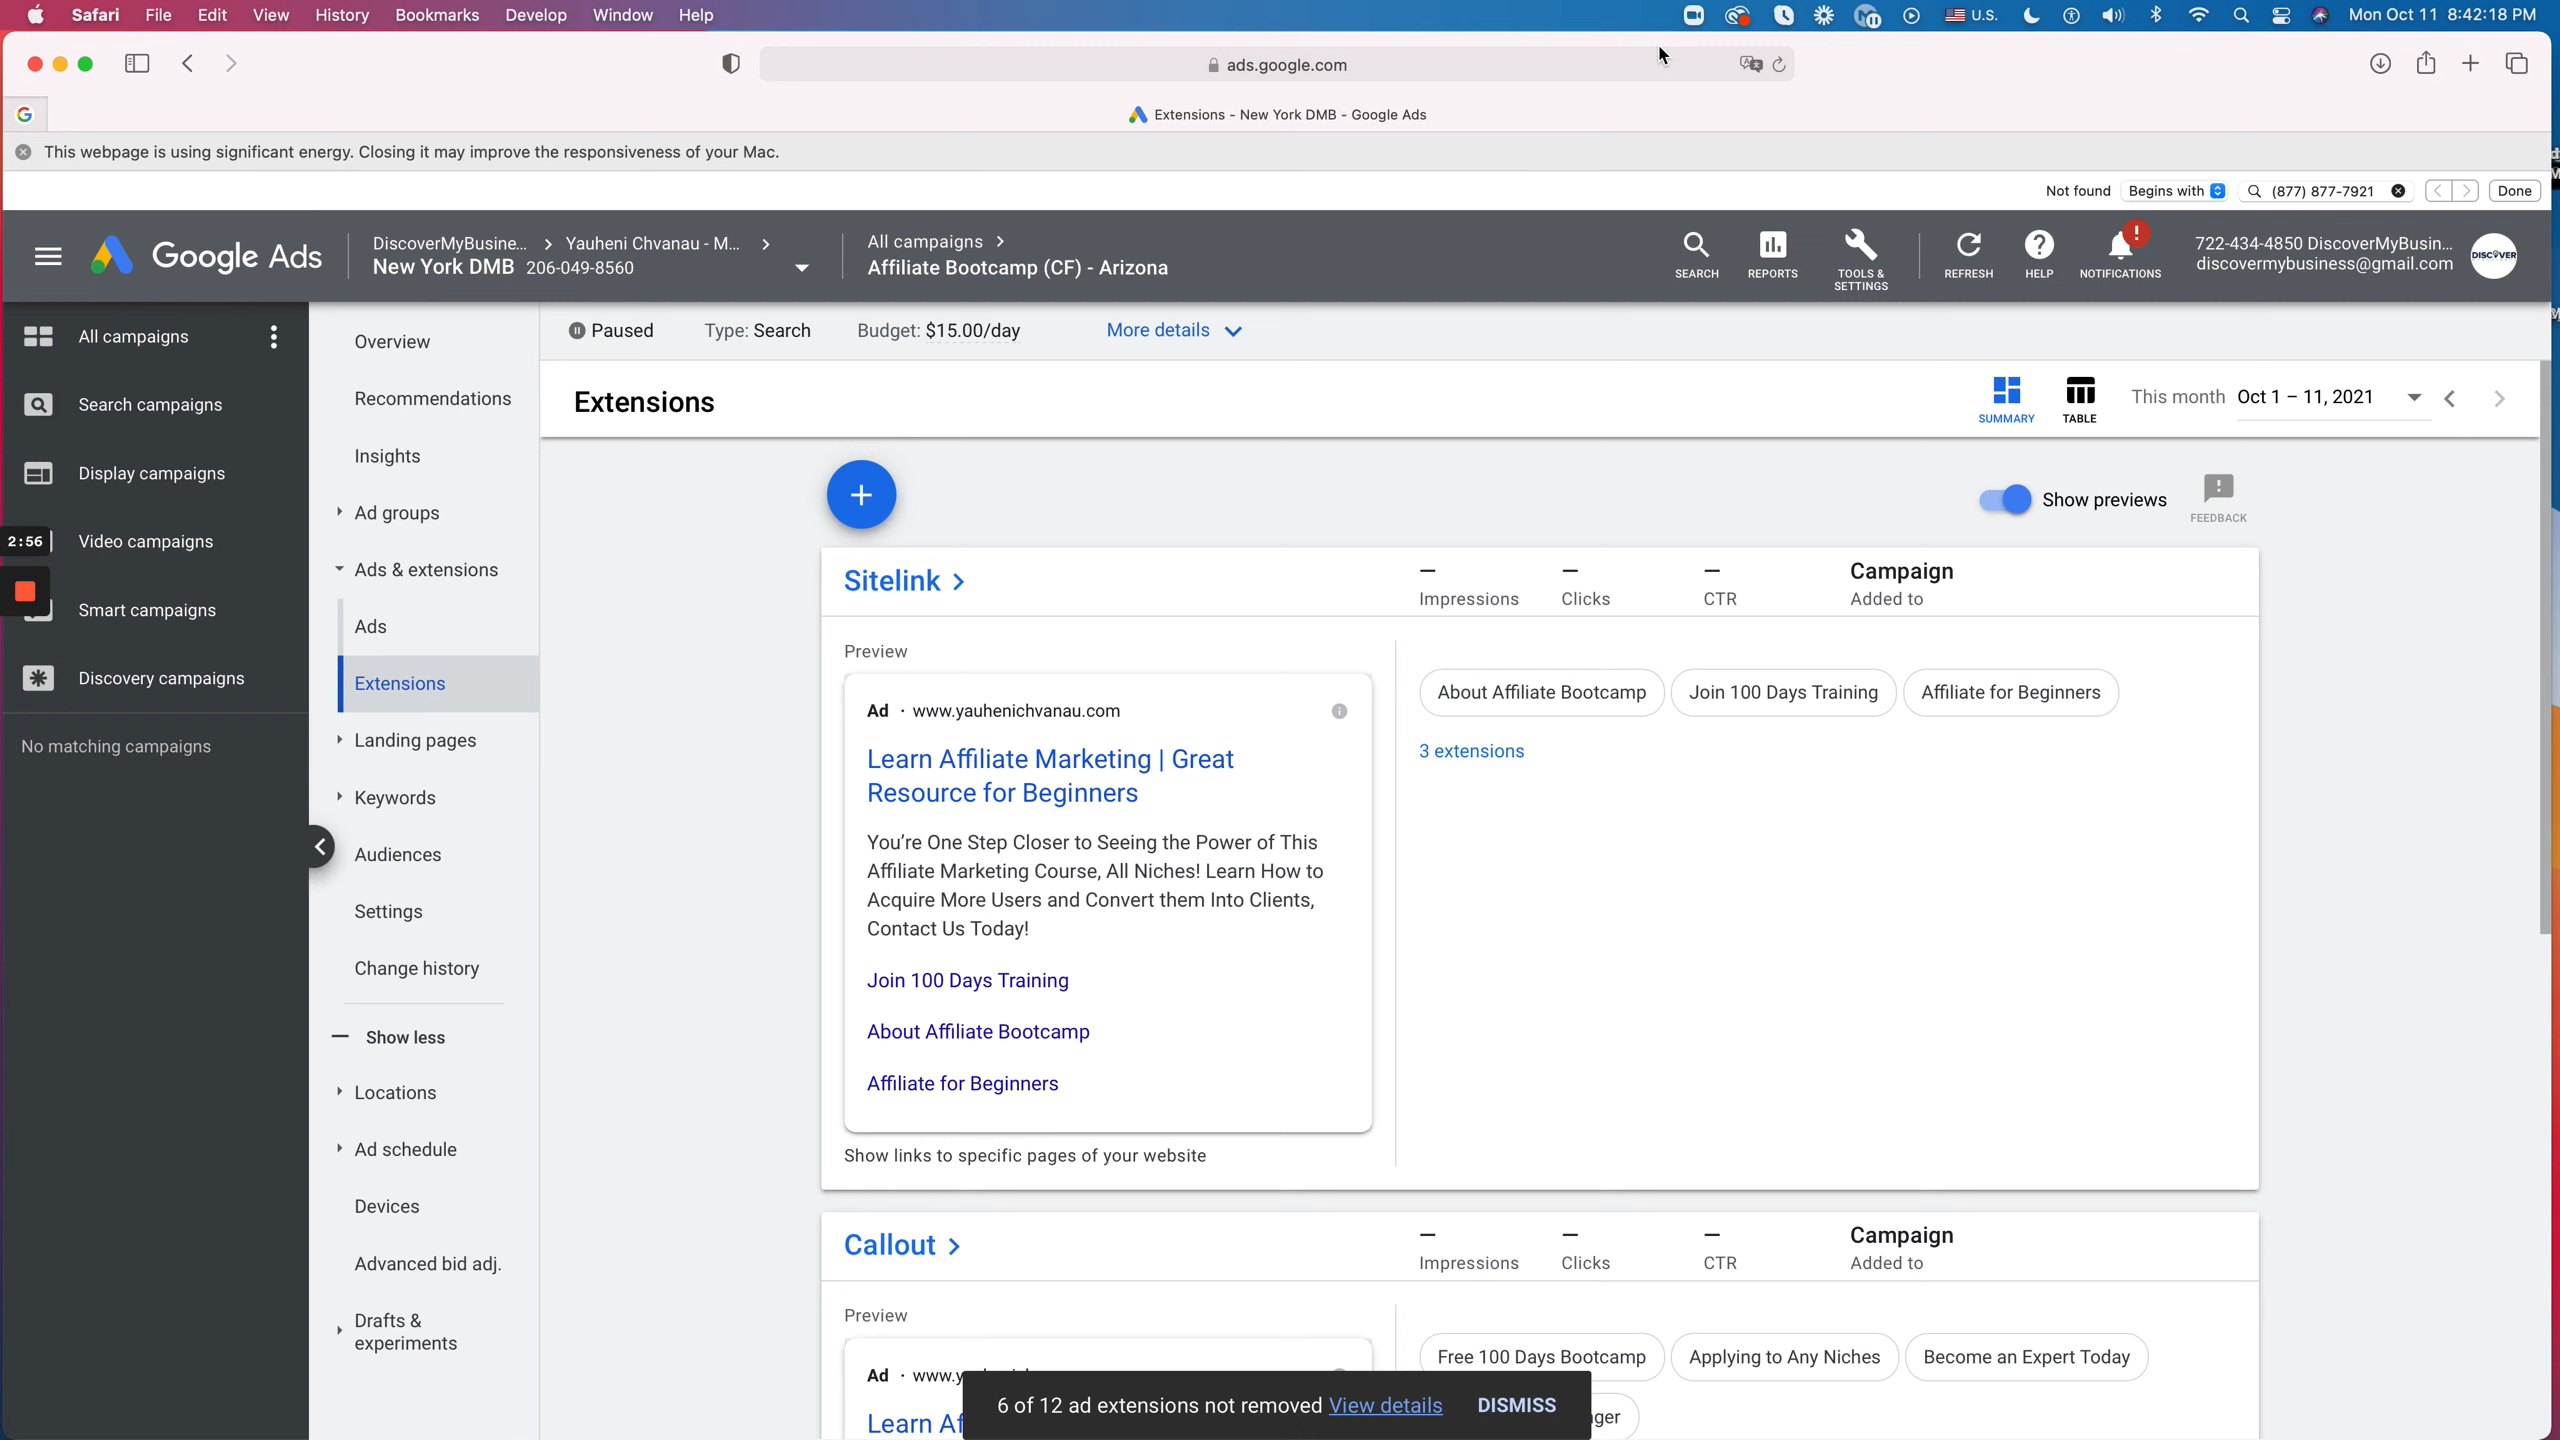 Safari File Edit View History Bookmarks Develop Window Help
U.S. Mon Oct 11 8:42:18 PM
ads.google.com
Extensions - New York DMB - Google Ads
This webpage is using significant energy. Closing it may improve the responsiveness of your Mac.
Not found Begins with (877) 877-7921 Done
Google Ads
DiscoverMyBusine... > Yauheni Chvanau - M... >
New York DMB 206-049-8560
All campaigns >
Affiliate Bootcamp (CF) - Arizona
SEARCH
REPORTS
TOOLS &
SETTINGS
REFRESH
HELP
NOTIFICATIONS
722-434-4850 DiscoverMyBusin...
discovermybusiness@gmail.com
DISCOVER
All campaigns
Search campaigns
Display campaigns
2:56
Video campaigns
Smart campaigns
Discovery campaigns
No matching campaigns
Overview
Recommendations
Insights
Ad groups
Ads & extensions
Ads
Extensions
Landing pages
Keywords
Audiences
Settings
Change history
Show less
Locations
Ad schedule
Devices
Advanced bid adj.
Drafts &
experiments
Paused Type: Search Budget: $15.00/day More details
Extensions
SUMMARY
TABLE
This month Oct 1 – 11, 2021
+
Show previews
FEEDBACK
Sitelink >
— — — Campaign
Impressions Clicks CTR Added to
Preview
Ad · www.yauhenichvanau.com
Learn Affiliate Marketing | Great
Resource for Beginners
You're One Step Closer to Seeing the Power of This
Affiliate Marketing Course, All Niches! Learn How to
Acquire More Users and Convert them Into Clients,
Contact Us Today!
Join 100 Days Training
About Affiliate Bootcamp
Affiliate for Beginners
Show links to specific pages of your website
About Affiliate Bootcamp Join 100 Days Training Affiliate for Beginners
3 extensions
Callout >
— — — Campaign
Impressions Clicks CTR Added to
Preview
Ad · www.y
Learn Af
Free 100 Days Bootcamp Applying to Any Niches Become an Expert Today
ger
6 of 12 ad extensions not removed View details DISMISS